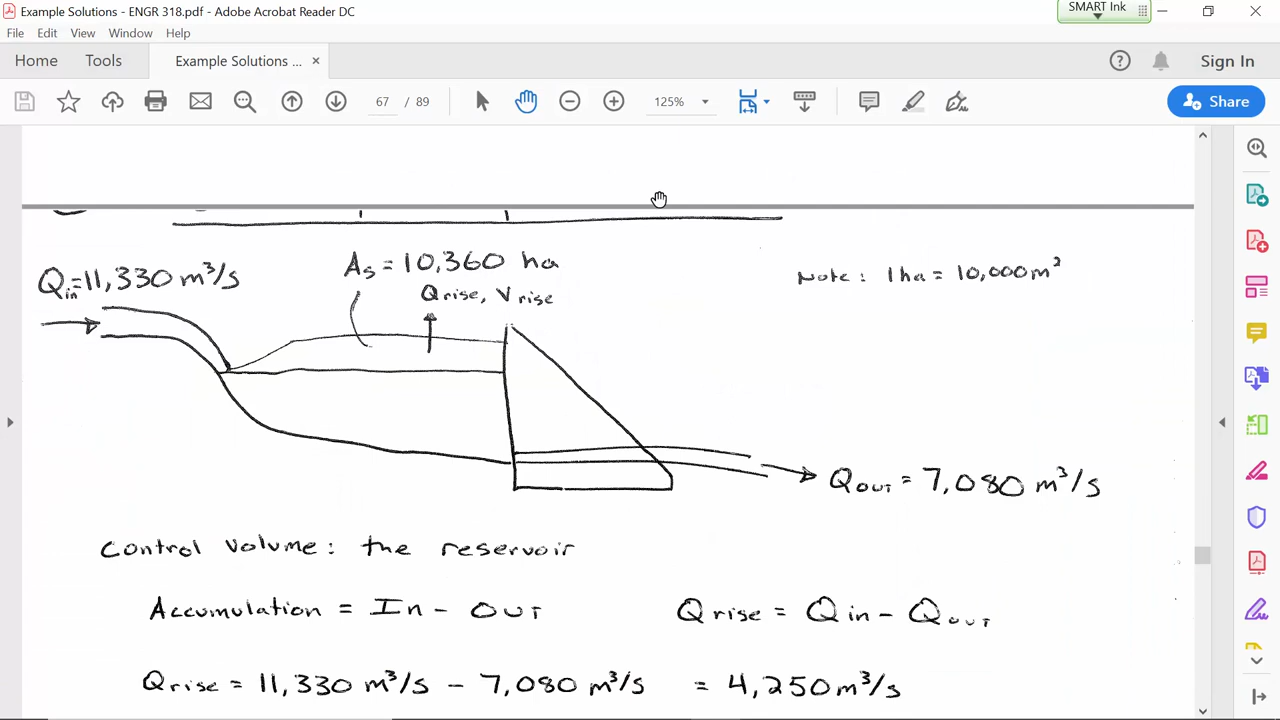 Example Solutions - ENGR 318.pdf - Adobe Acrobat Reader DC
SMART Ink
File Edit View Window Help
Home Tools Example Solutions ... × Sign In
67 / 89 125% Share
Qin=11,330 m³/s
As = 10,360 ha
Note: 1 ha = 10,000 m²
Qrise, Vrise
QOUT = 7,080 m³/s
Control Volume: the reservoir
Accumulation = In - OUT Qrise = Qin - QOUT
Qrise = 11,330 m³/s - 7,080 m³/s = 4,250 m³/s